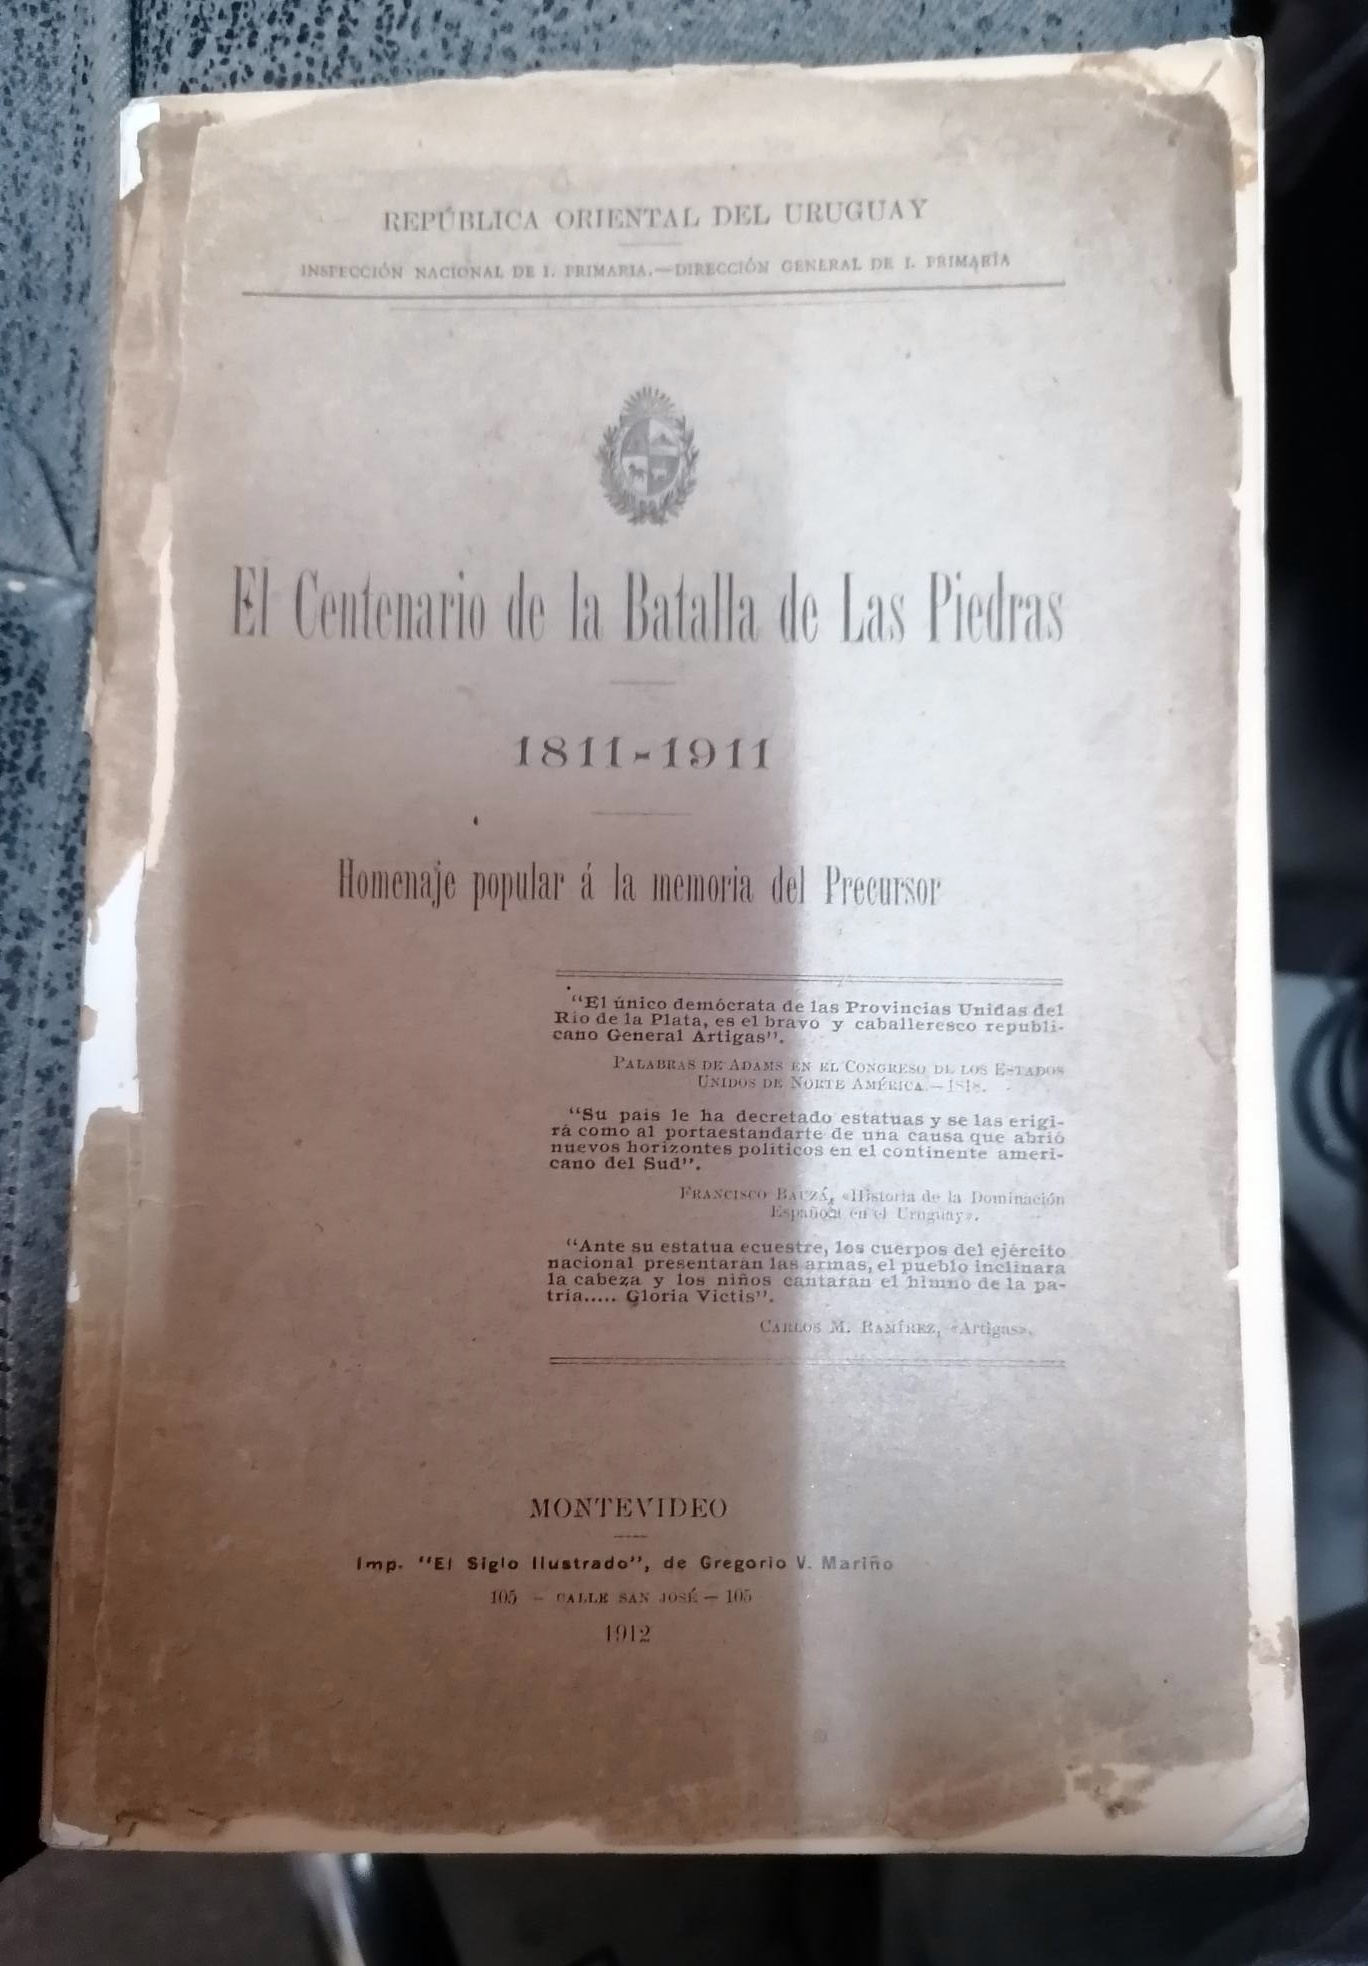 REPÚBLICA ORIENTAL DEL URUGUAY
INSPECCIÓN NACIONAL DE I. PRIMARIA.—DIRECCIÓN GENERAL DE I. PRIMARIA
El Centenario de la Batalla de Las Piedras
1811-1911
Homenaje popular á la memoria del Precursor
"El único demócrata de las Provincias Unidas del
Río de la Plata, es el bravo y caballeresco republi-
cano General Artigas".
PALABRAS DE ADAMS EN EL CONGRESO DE LOS ESTADOS
UNIDOS DE NORTE AMÉRICA.—1818.
"Su país le ha decretado estatuas y se las erigi-
rá como al portaestandarte de una causa que abrió
nuevos horizontes políticos en el continente ameri-
cano del Sud".
FRANCISCO BAUZÁ, «Historia de la Dominación
Española en el Uruguay».
"Ante su estatua ecuestre, los cuerpos del ejército
nacional presentarán las armas, el pueblo inclinará
la cabeza y los niños cantarán el himno de la pa-
tria..... Gloria Victis".
CARLOS M. RAMÍREZ, «Artigas».
MONTEVIDEO
Imp. "El Siglo Ilustrado", de Gregorio V. Mariño
105 — CALLE SAN JOSÉ — 105
1912